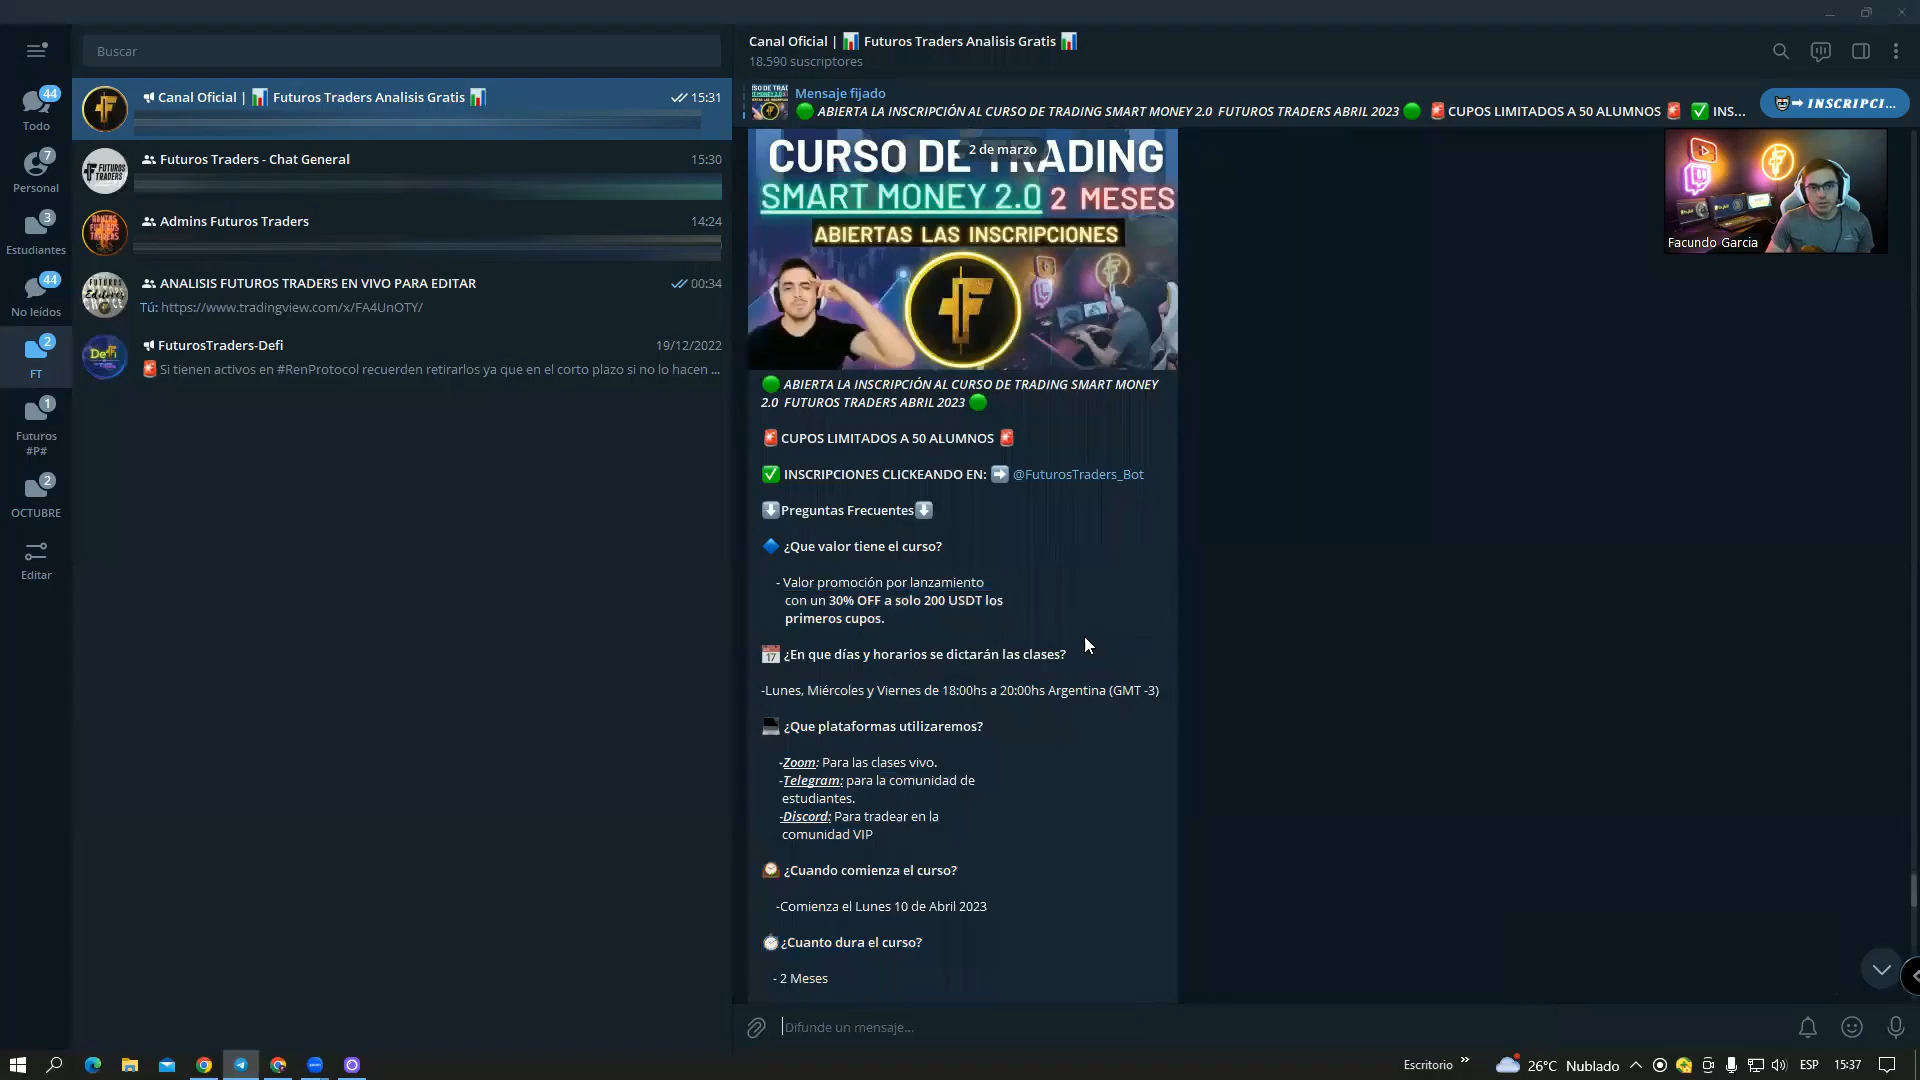 Buscar
Canal Oficial | 📊 Futuros Traders Analisis Gratis 📊
15:31
Futuros Traders - Chat General
15:30
Admins Futuros Traders
14:24
ANALISIS FUTUROS TRADERS EN VIVO PARA EDITAR
00:34
Tú: https://www.tradingview.com/x/FA4UnOTY/
FuturosTraders-Defi
19/12/2022
🚨Si tienen activos en #RenProtocol recuerden retirarlos ya que en el corto plazo si no lo hacen ...
44
Todo
7
Personal
3
Estudiantes
44
No leídos
2
FT
1
Futuros
#P#
2
OCTUBRE
Editar
Canal Oficial | 📊 Futuros Traders Analisis Gratis 📊
18.590 suscriptores
Mensaje fijado
🟢 ABIERTA LA INSCRIPCIÓN AL CURSO DE TRADING SMART MONEY 2.0 FUTUROS TRADERS ABRIL 2023 🟢 🚨CUPOS LIMITADOS A 50 ALUMNOS 🚨 ✅ INS...
INSCRIPCI...
Facundo Garcia
CURSO DE TRADING
2 de marzo
SMART MONEY 2.0 2 MESES
ABIERTAS LAS INSCRIPCIONES
🟢 ABIERTA LA INSCRIPCIÓN AL CURSO DE TRADING SMART MONEY
2.0 FUTUROS TRADERS ABRIL 2023 🟢
🚨CUPOS LIMITADOS A 50 ALUMNOS 🚨
✅ INSCRIPCIONES CLICKEANDO EN: ➡️ @FuturosTraders_Bot
⬇️Preguntas Frecuentes⬇️
🔷 ¿Que valor tiene el curso?
- Valor promoción por lanzamiento
con un 30% OFF a solo 200 USDT los
primeros cupos.
📅 ¿En que días y horarios se dictarán las clases?
-Lunes, Miércoles y Viernes de 18:00hs a 20:00hs Argentina (GMT -3)
💻 ¿Que plataformas utilizaremos?
-Zoom: Para las clases vivo.
-Telegram: para la comunidad de
estudiantes.
-Discord: Para tradear en la
comunidad VIP
🕰 ¿Cuando comienza el curso?
-Comienza el Lunes 10 de Abril 2023
⏱¿Cuanto dura el curso?
- 2 Meses
Difunde un mensaje...
Escritorio
26°C Nublado
ESP
15:37